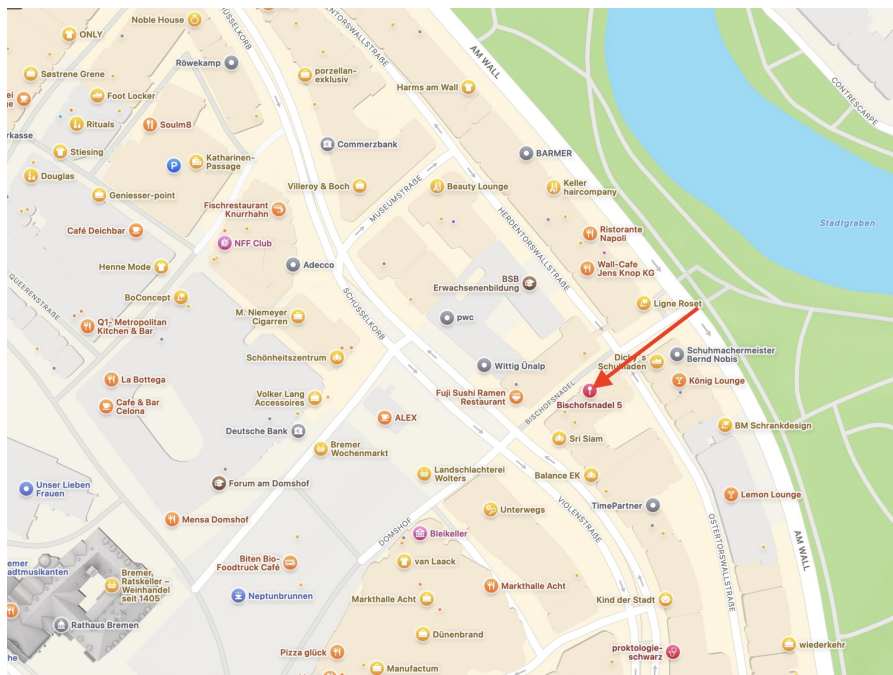 Noble House
ONLY
SCHÜSSELKORB
HERDENTORSWALLSTRAßE
AM WALL
CONTRESCARPE
Röwekamp
Søstrene Grene
porzellan-
exklusiv
Foot Locker
Harms am Wall
Rituals
Soulm8
Commerzbank
Stiesing
P
Katharinen-
Passage
BARMER
Douglas
Geniesser-point
Villeroy & Boch
MUSEUMSTRAßE
Beauty Lounge
Keller
haircompany
Fischrestaurant
Knurrhahn
HERDENTORSWALLSTRAßE
Stadtgraben
Café Deichbar
NFF Club
Ristorante
Napoli
Henne Mode
Adecco
Wall-Cafe
Jens Knop KG
QUERENSTRAßE
BoConcept
BSB
Erwachsenenbildung
SCHÜSSELKORB
Ligne Roset
M. Niemeyer
Cigarren
pwc
Q1- Metropolitan
Kitchen & Bar
Schönheitszentrum
Wittig Ünalp
Schuhmachermeister
Bernd Nobis
La Bottega
König Lounge
Volker Lang
Accessoires
Fuji Sushi Ramen
Restaurant
BISCHOFSNADEL
Bischofsnadel 5
Cafe & Bar
Celona
ALEX
BM Schrankdesign
Deutsche Bank
Bremer
Wochenmarkt
Sri Siam
Unser Lieben
Frauen
Forum am Domshof
Landschlachterei
Wolters
Balance EK
Lemon Lounge
Unterwegs
TimePartner
Mensa Domshof
DOMSHOF
Bleikeller
VIOLENSTRAßE
OSTERTORSWALLSTRAßE
AM WALL
Biten Bio-
Foodtruck Café
van Laack
Bremer,
Ratskeller –
Weinhandel
seit 1405
Markthalle Acht
Neptunbrunnen
Markthalle Acht
Kind der Stadt
Rathaus Bremen
Dünenbrand
Pizza glück
proktologie-
schwarz
wiederkehr
Manufactum